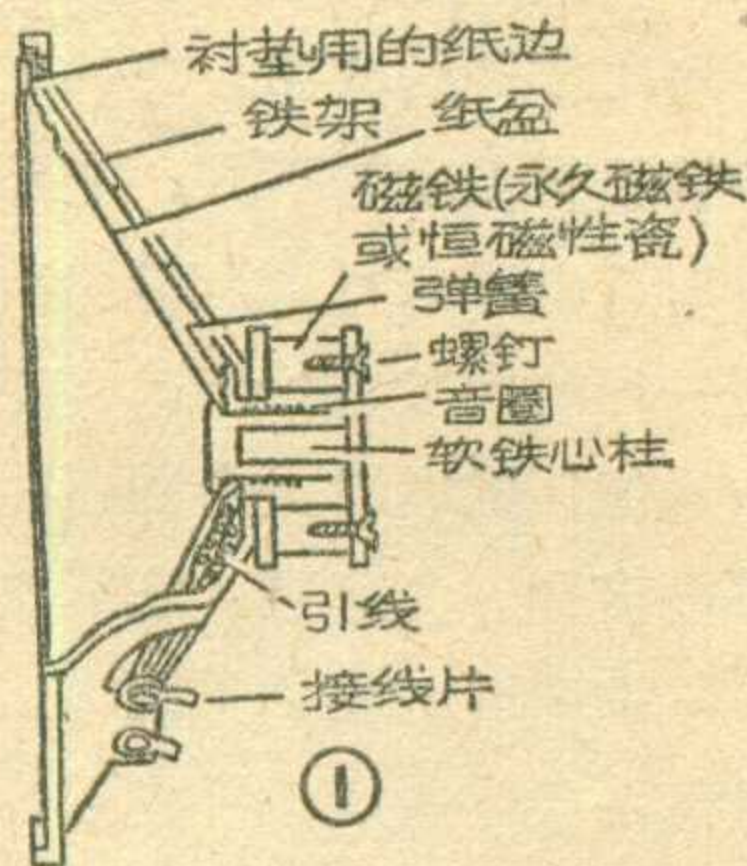 衬垫用的纸边
铁架 纸盆
磁铁(永久磁铁
或恒磁性瓷)
弹簧
螺钉
音圈
软铁心柱
引线
接线片
①